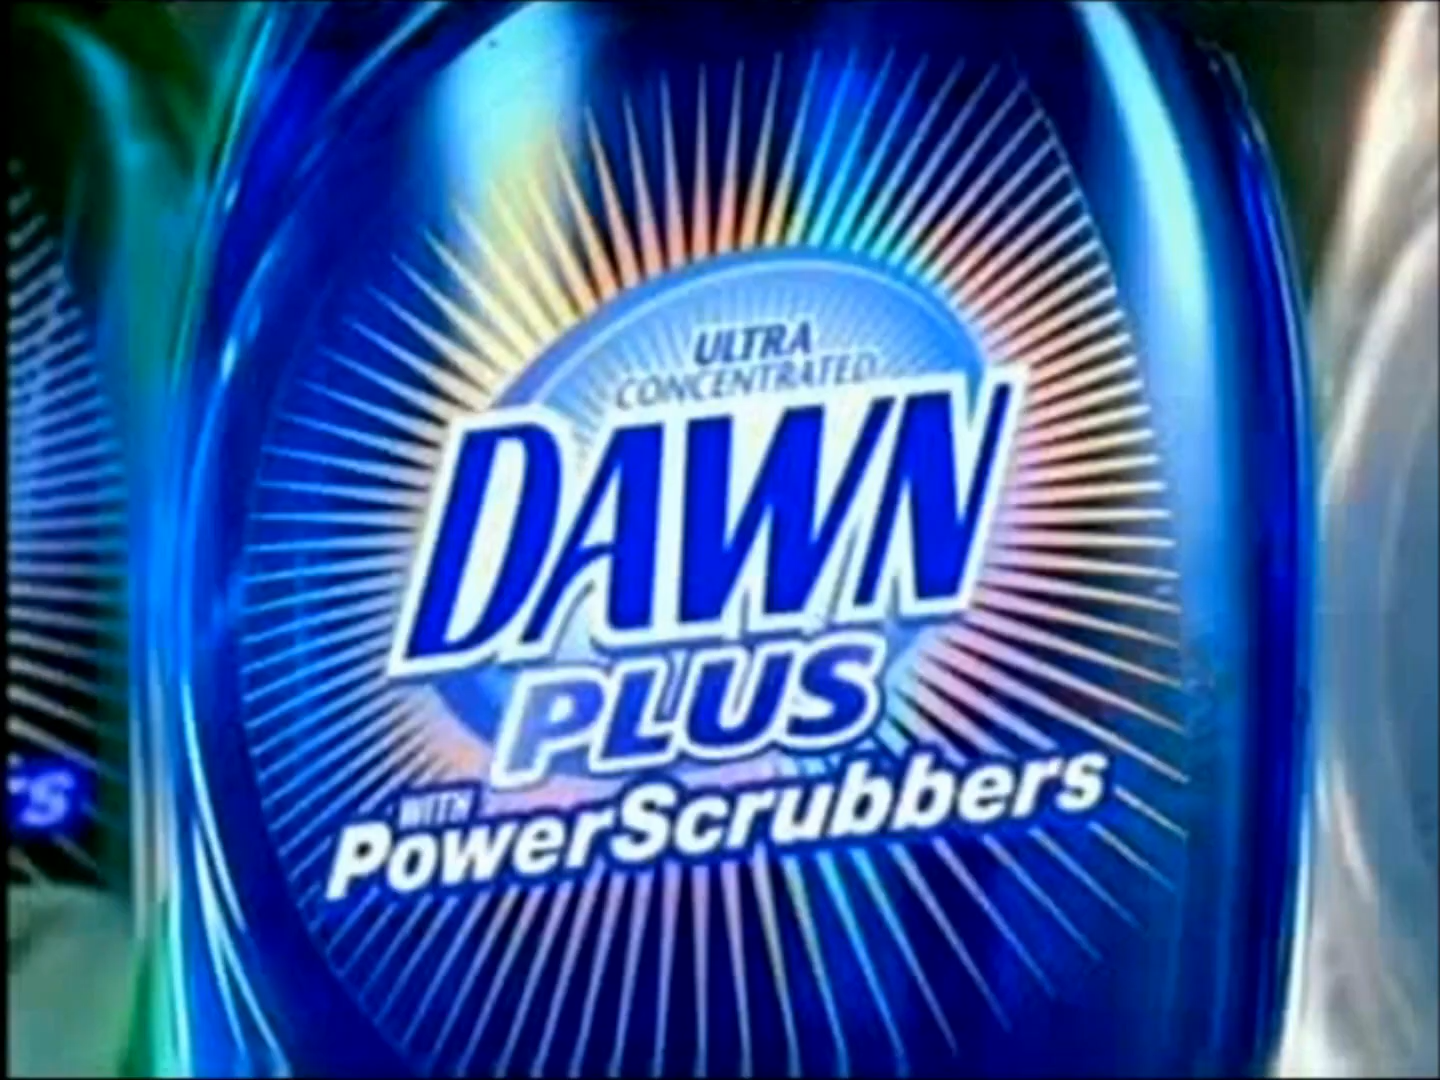 ULTRA
CONCENTRATED
DAWN
PLUS
WITH
PowerScrubbers